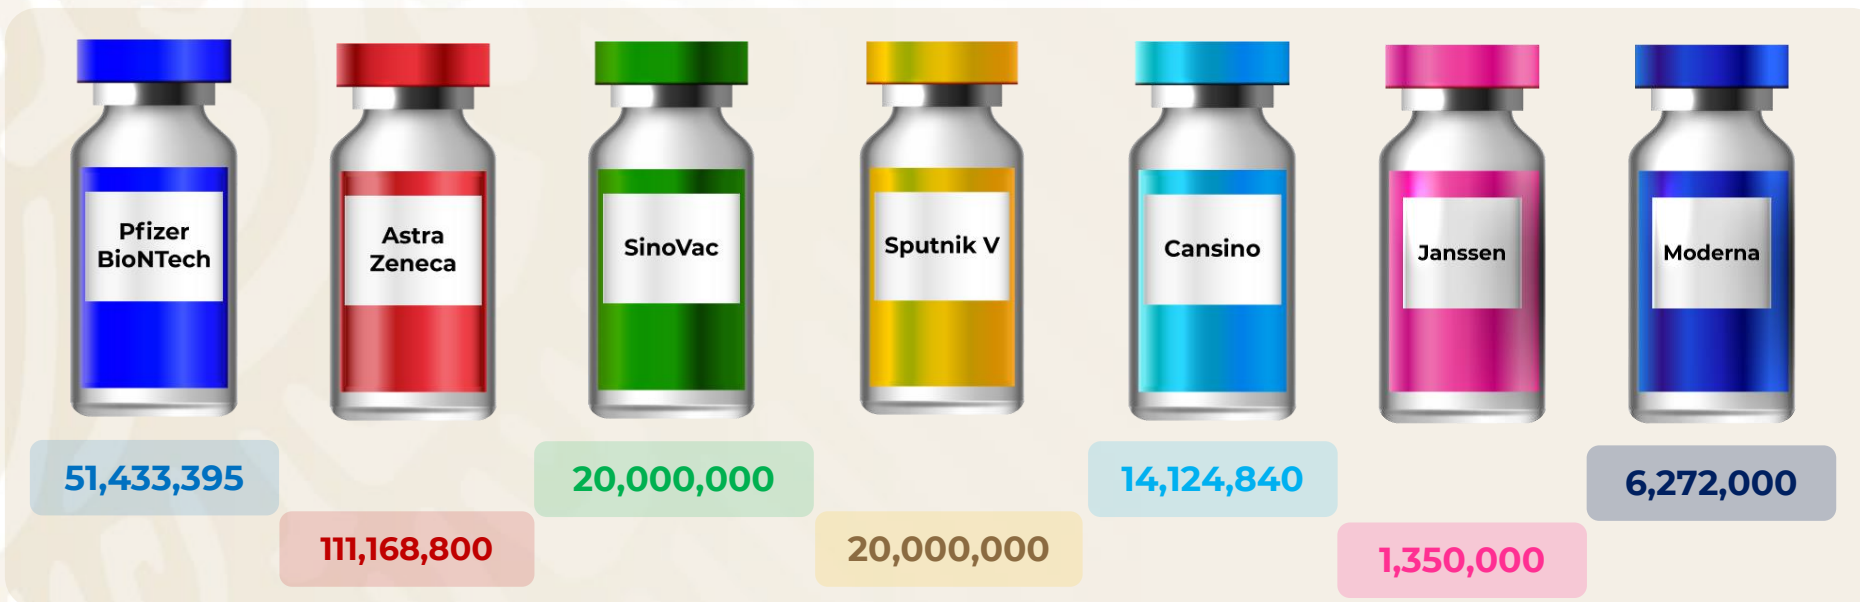 Pfizer
BioNTech
Astra
Zeneca
SinoVac
Sputnik V
Cansino
Janssen
Moderna
51,433,395
111,168,800
20,000,000
20,000,000
14,124,840
1,350,000
6,272,000